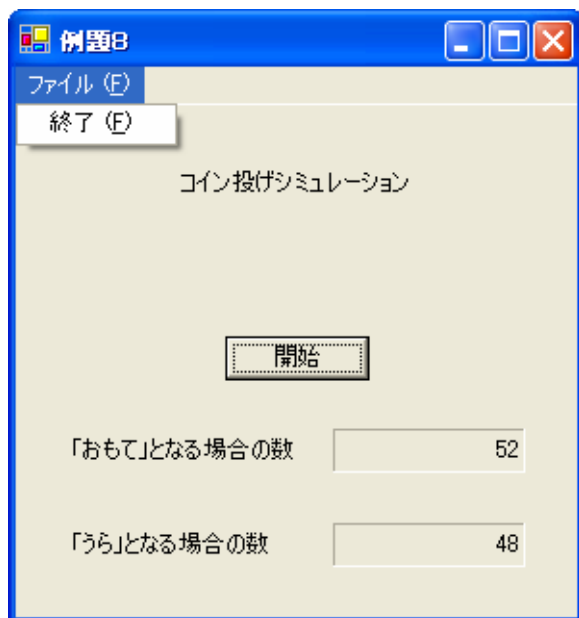 例題8
ファイル (F)
終了 (F)
コイン投げシミュレーション
開始
「おもて」となる場合の数 52
「うら」となる場合の数 48